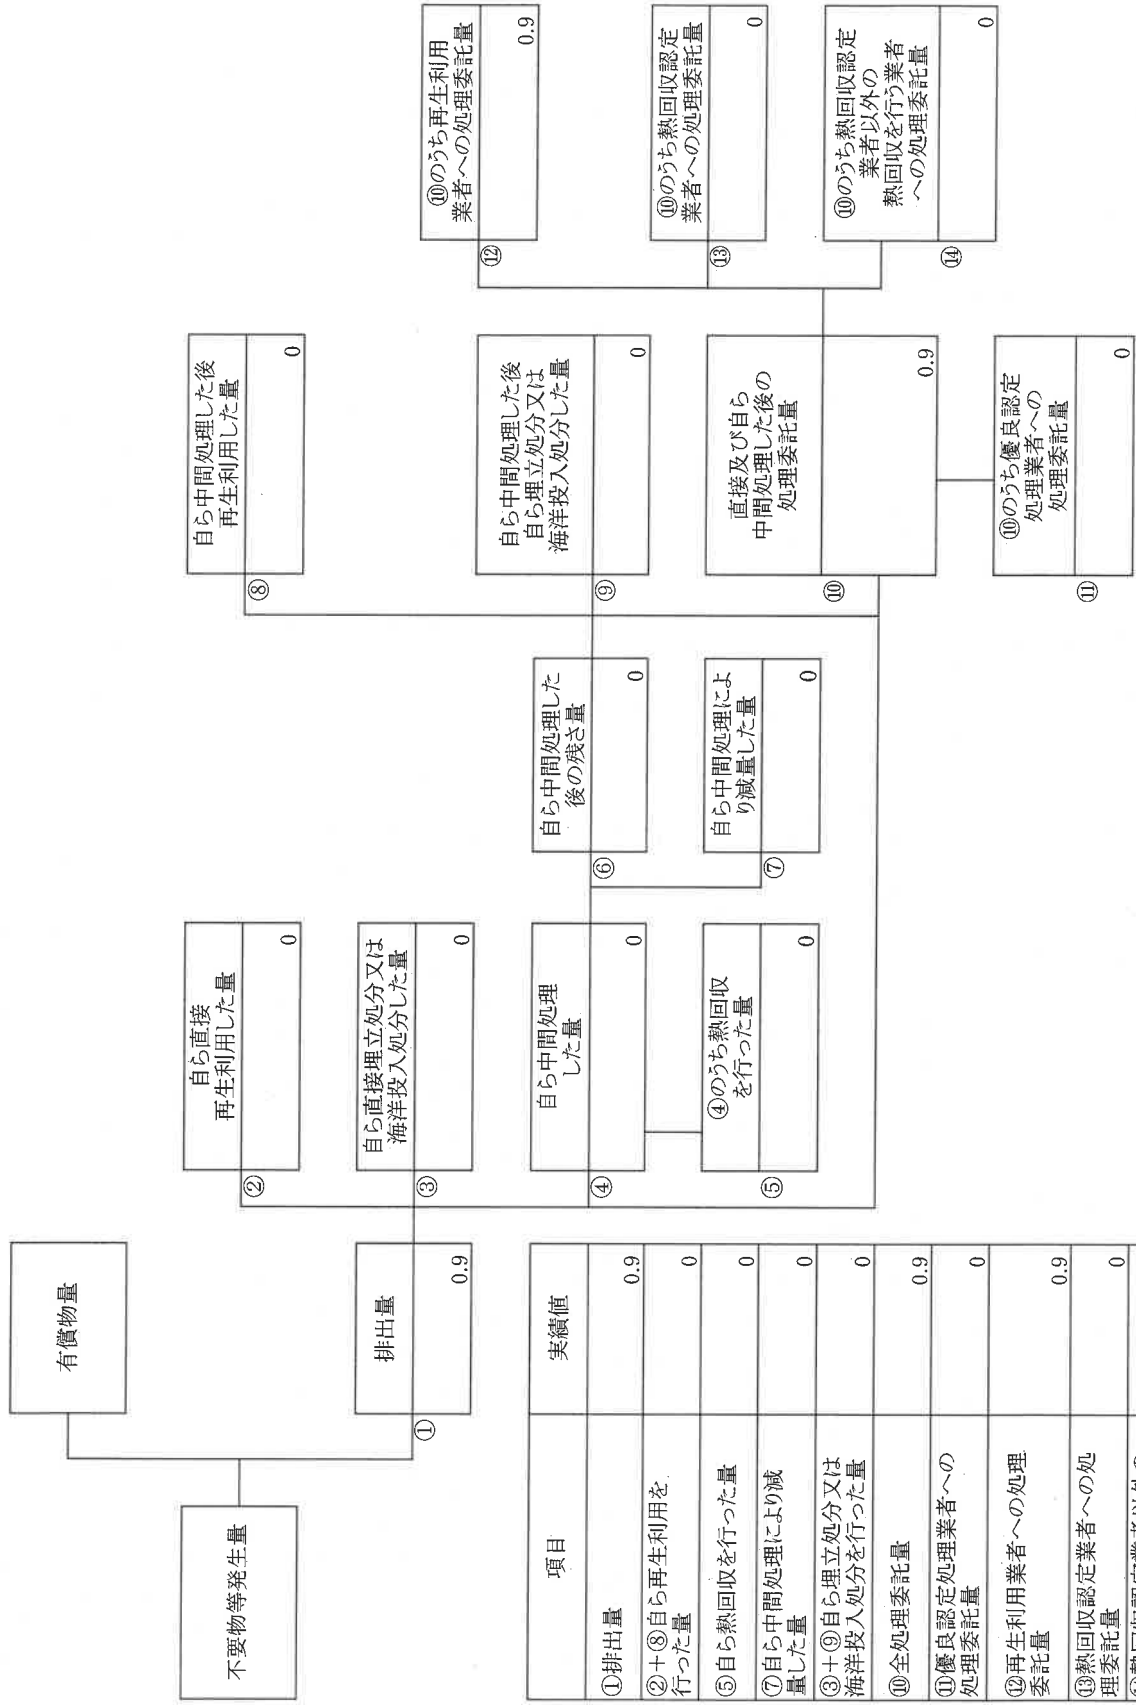 不要物等発生量
有償物量
排出量
①
0.9
自ら直接
再生利用した量
②
0
自ら直接埋立処分又は
海洋投入処分した量
③
0
自ら中間処理
した量
④
0
④のうち熱回収
を行った量
⑤
0
自ら中間処理した
後の残さ量
⑥
0
自ら中間処理によ
り減量した量
⑦
0
自ら中間処理した後
再生利用した量
⑧
0
自ら中間処理した後
自ら埋立処分又は
海洋投入処分した量
⑨
0
直接及び自ら
中間処理した後の
処理委託量
⑩
0.9
⑩のうち優良認定
処理業者への
処理委託量
⑪
0
⑩のうち再生利用
業者への処理委託量
⑫
0.9
⑩のうち熱回収認定
業者への処理委託量
⑬
0
⑩のうち熱回収認定
業者以外の
熱回収を行う業者
への処理委託量
⑭
0
項目 実績値
①排出量 0.9
②+⑧自ら再生利用を
行った量 0
⑤自ら熱回収を行った量 0
⑦自ら中間処理により減
量した量 0
③+⑨自ら埋立処分又は
海洋投入処分を行った量 0
⑩全処理委託量 0.9
⑪優良認定処理業者への
処理委託量 0
⑫再生利用業者への処理
委託量 0.9
⑬熱回収認定業者への処
理委託量 0